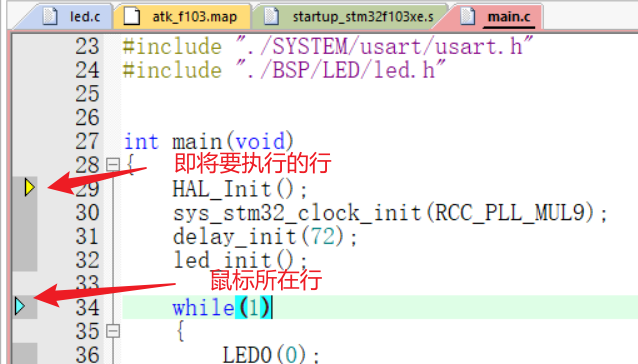 led.c atk_f103.map startup_stm32f103xe.s main.c
23 #include "./SYSTEM/usart/usart.h"
24 #include "./BSP/LED/led.h"
25
26
27 int main(void)
28 { 即将要执行的行
29 HAL_Init();
30 sys_stm32_clock_init(RCC_PLL_MUL9);
31 delay_init(72);
32 led_init();
33 鼠标所在行
34 while(1)
35 {
36 LED0(0);